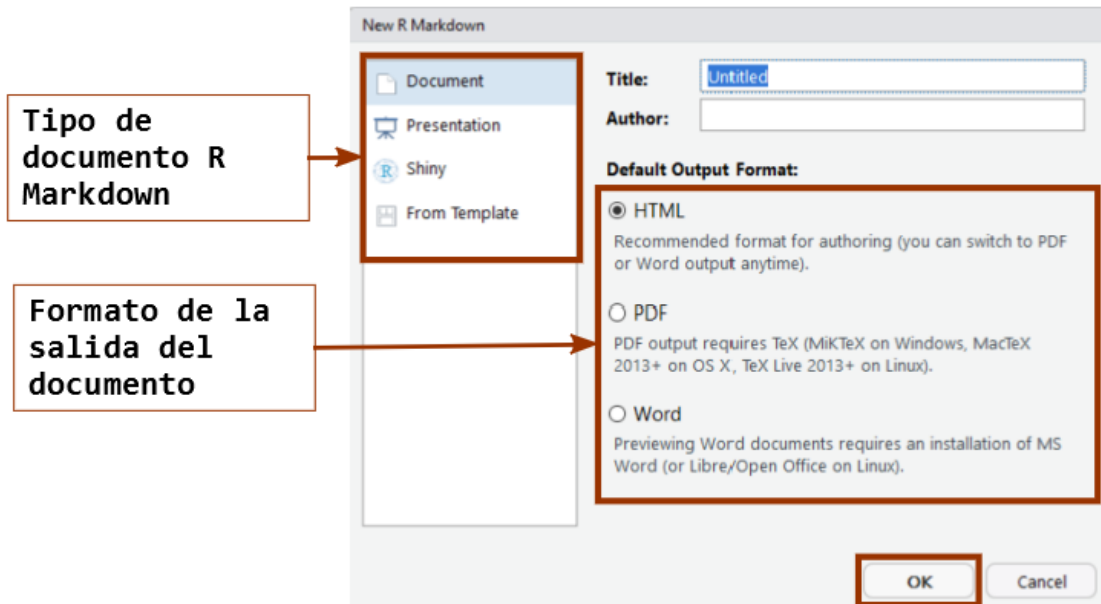 New R Markdown
Tipo de
documento R
Markdown
Formato de la
salida del
documento
Document
Presentation
Shiny
From Template
Title:
Untitled
Author:
Default Output Format:
HTML
Recommended format for authoring (you can switch to PDF
or Word output anytime).
PDF
PDF output requires TeX (MiKTeX on Windows, MacTeX
2013+ on OS X, TeX Live 2013+ on Linux).
Word
Previewing Word documents requires an installation of MS
Word (or Libre/Open Office on Linux).
OK
Cancel